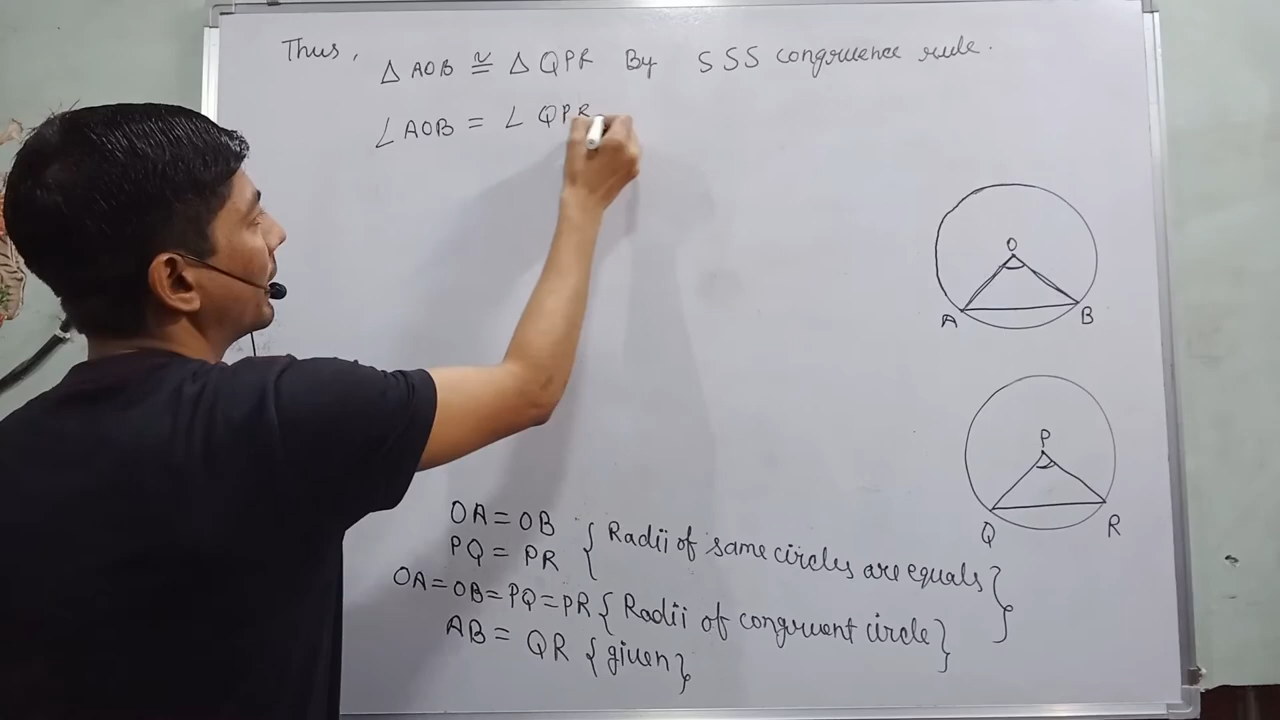 Thus, △ AOB ≅ △ QPR By SSS congruence rule.
∠AOB = ∠ QPR
O
A B
P
Q R
OA = OB
PQ = PR { Radii of same circles are equals }
OA = OB = PQ = PR { Radii of congruent circle }
AB = QR { given }